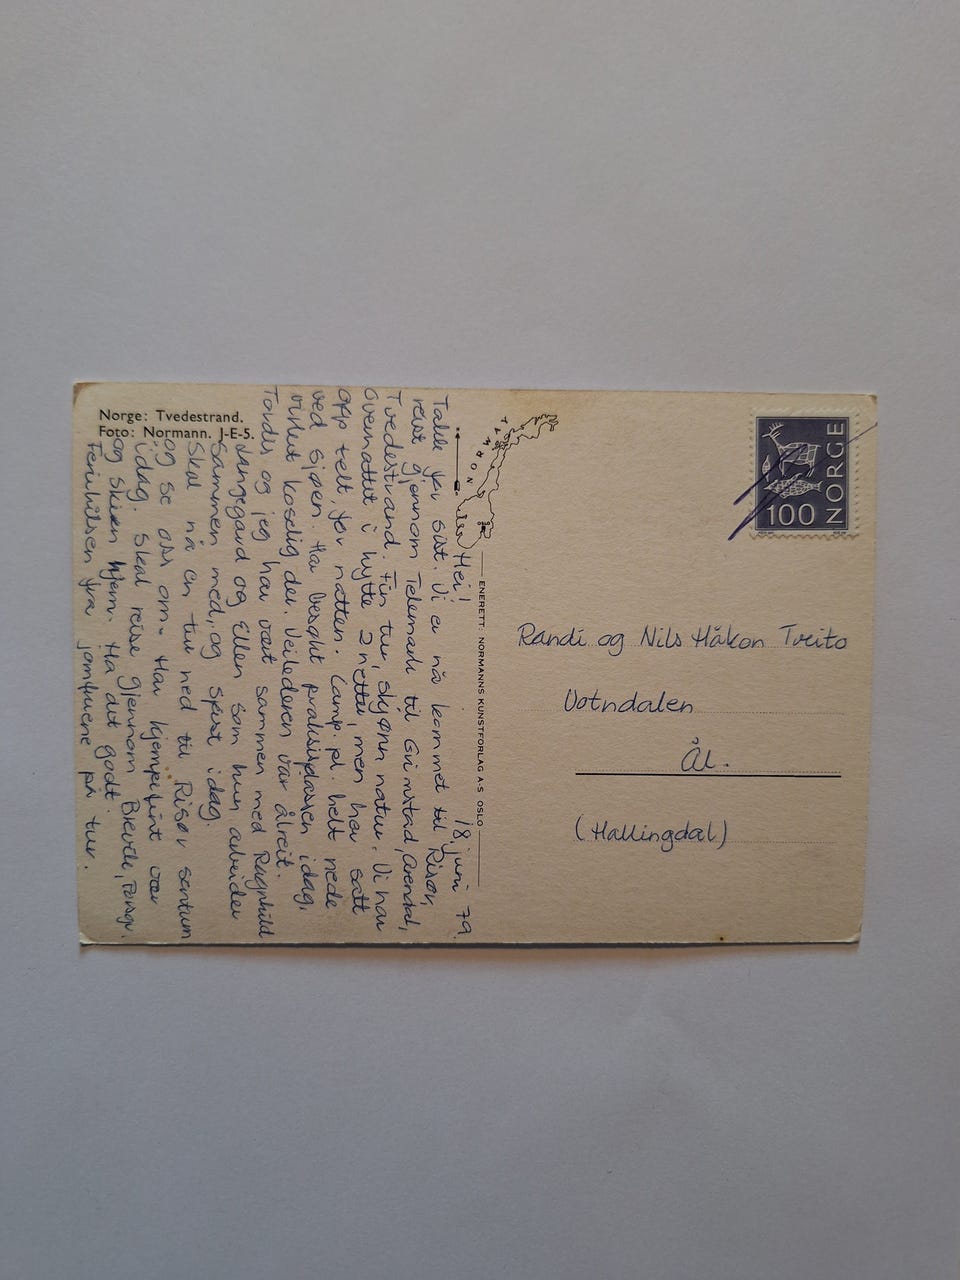 Norge: Tvedestrand.
Foto: Normann. J-E-5.
NORWAY
ENERETT: NORMANNS KUNSTFORLAG A-S OSLO
18. juni 79.
Hei!
Takk for sist. Vi er nå kommet til Risør,
reist gjennom Telemark til Grimstad, Arendal,
Tvedestrand. Fin tur, skjønn natur. Vi har
overnattet i hytte 2 netter, men har satt
opp telt for natten. Camp.pl. helt nede
ved sjøen. Har besøkt praksisplassen idag,
virket koselig der. Veilederen var ålreit.
Tordis og jeg har vært sammen med Ragnhild
Langegard og Ellen som hun arbeider
sammen med, og spist idag.
Skal nå en tur ned til Risør sentum
og se oss om. Har kjempefint vær
idag. Skal reise gjennom Brevik, Porsgr.
og Skien hjem. Ha det godt.
Feriehilsen fra jomfruene på tur.
NORGE
100
Randi og Nils Håkon Tveito
Votndalen
Ål.
(Hallingdal)